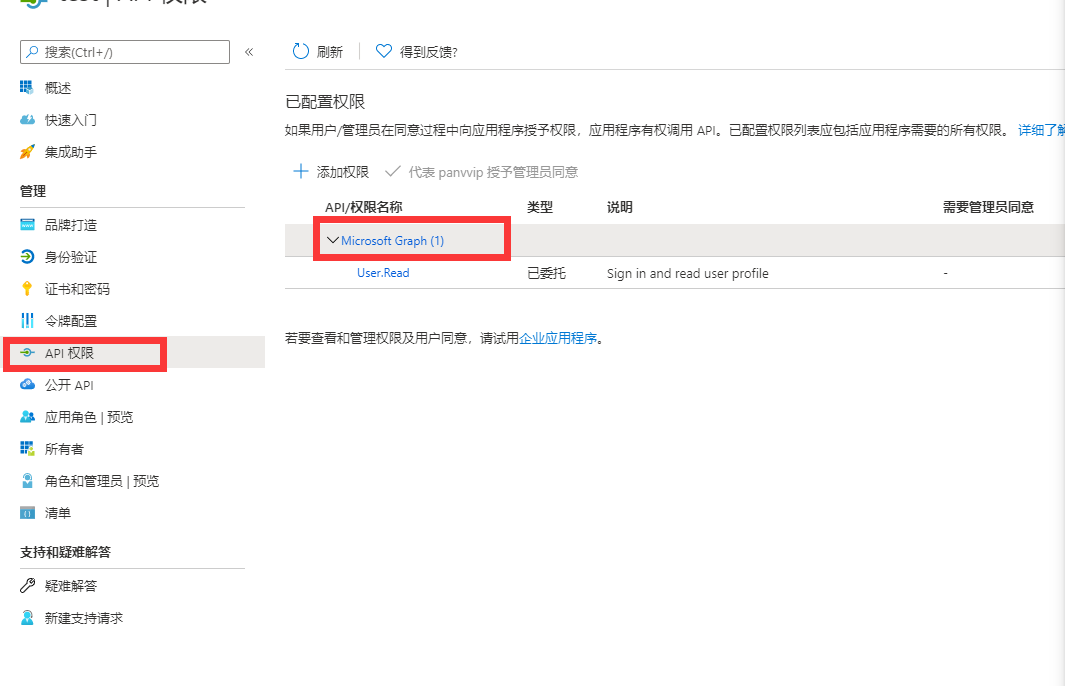 搜索(Ctrl+/)
«
刷新
得到反馈?
概述
快速入门
集成助手
管理
品牌打造
身份验证
证书和密码
令牌配置
API 权限
公开 API
应用角色 | 预览
所有者
角色和管理员 | 预览
清单
支持和疑难解答
疑难解答
新建支持请求
已配置权限
如果用户/管理员在同意过程中向应用程序授予权限，应用程序有权调用 API。已配置权限列表应包括应用程序需要的所有权限。 详细了解
添加权限 代表 panvvip 授予管理员同意
API/权限名称 类型 说明 需要管理员同意
Microsoft Graph (1)
User.Read 已委托 Sign in and read user profile -
若要查看和管理权限及用户同意，请试用企业应用程序。